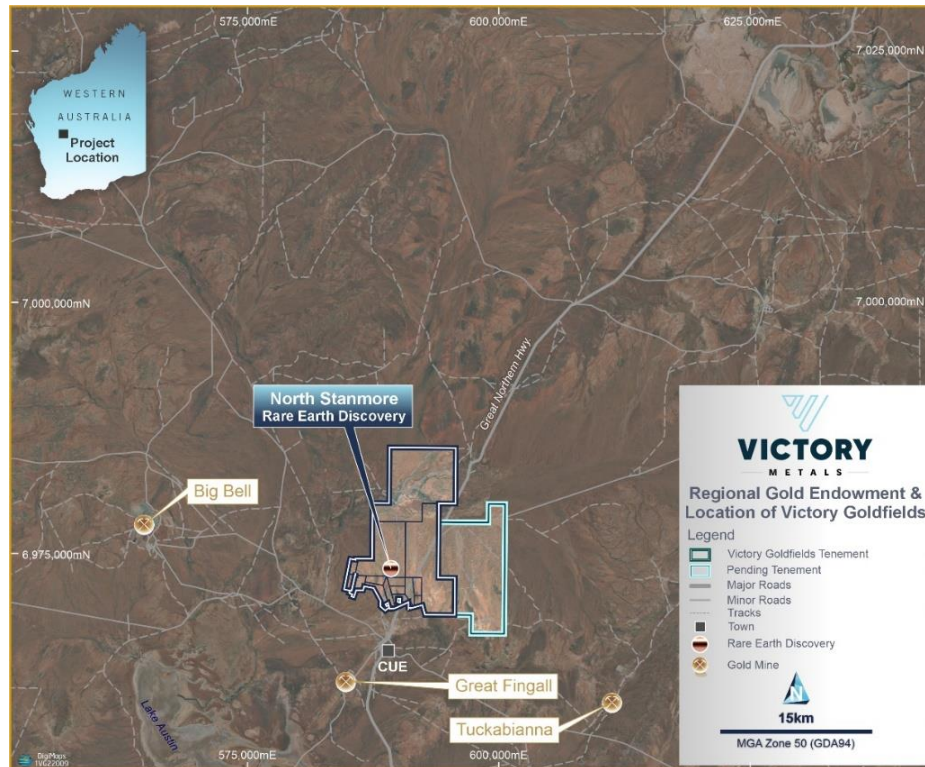 575,000mE
600,000mE
625,000mE
7,025,000mN
WESTERN
AUSTRALIA
Project
Location
7,000,000mN
7,000,000mN
Great Northern Hwy.
North Stanmore
Rare Earth Discovery
Big Bell
6,975,000mN
CUE
Great Fingall
Tuckabianna
Lake Austin
575,000mE
600,000mE
VICTORY
METALS
Regional Gold Endowment &
Location of Victory Goldfields
Legend
Victory Goldfields Tenement
Pending Tenement
Major Roads
Minor Roads
Tracks
Town
Rare Earth Discovery
Gold Mine
N
15km
MGA Zone 50 (GDA94)
DigiMaps